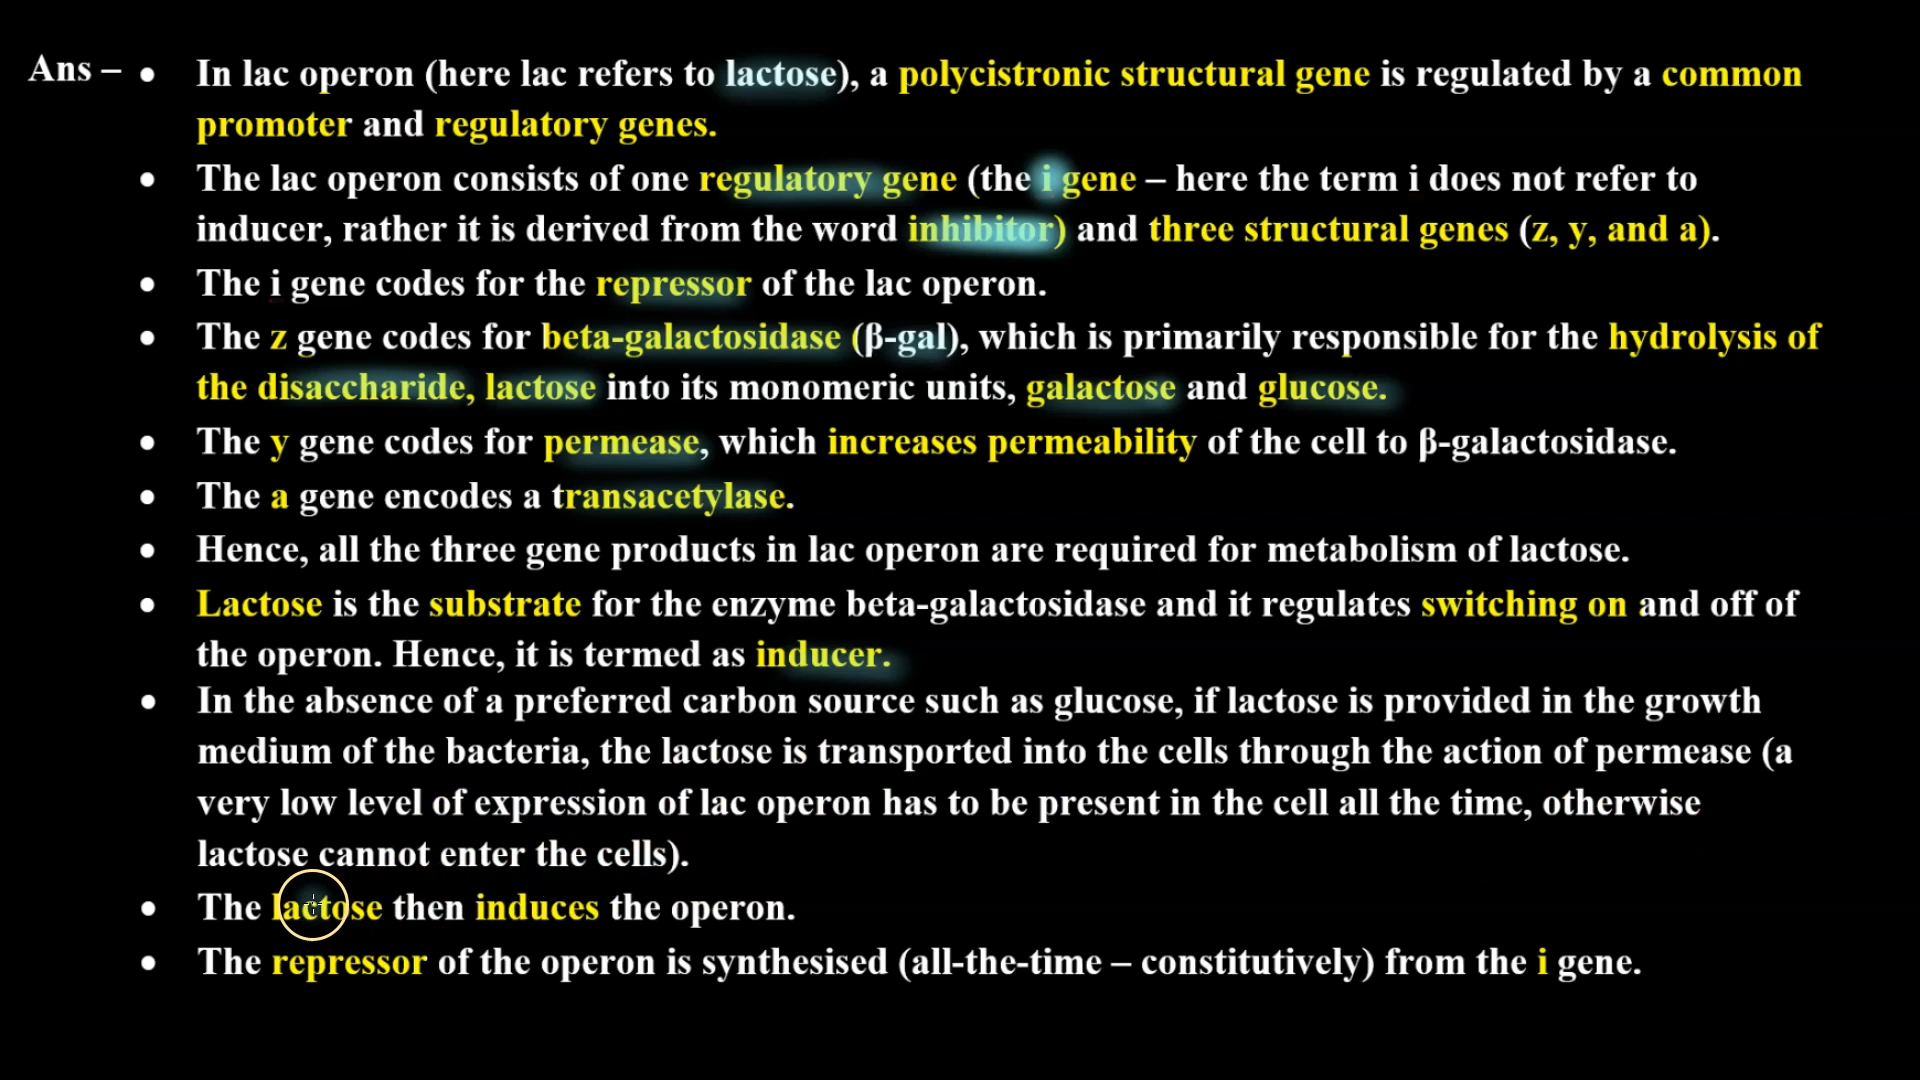 Ans – • In lac operon (here lac refers to lactose), a polycistronic structural gene is regulated by a common
promoter and regulatory genes.
• The lac operon consists of one regulatory gene (the i gene – here the term i does not refer to
inducer, rather it is derived from the word inhibitor) and three structural genes (z, y, and a).
• The i gene codes for the repressor of the lac operon.
• The z gene codes for beta-galactosidase (β-gal), which is primarily responsible for the hydrolysis of
the disaccharide, lactose into its monomeric units, galactose and glucose.
• The y gene codes for permease, which increases permeability of the cell to β-galactosidase.
• The a gene encodes a transacetylase.
• Hence, all the three gene products in lac operon are required for metabolism of lactose.
• Lactose is the substrate for the enzyme beta-galactosidase and it regulates switching on and off of
the operon. Hence, it is termed as inducer.
• In the absence of a preferred carbon source such as glucose, if lactose is provided in the growth
medium of the bacteria, the lactose is transported into the cells through the action of permease (a
very low level of expression of lac operon has to be present in the cell all the time, otherwise
lactose cannot enter the cells).
• The lactose then induces the operon.
• The repressor of the operon is synthesised (all-the-time – constitutively) from the i gene.